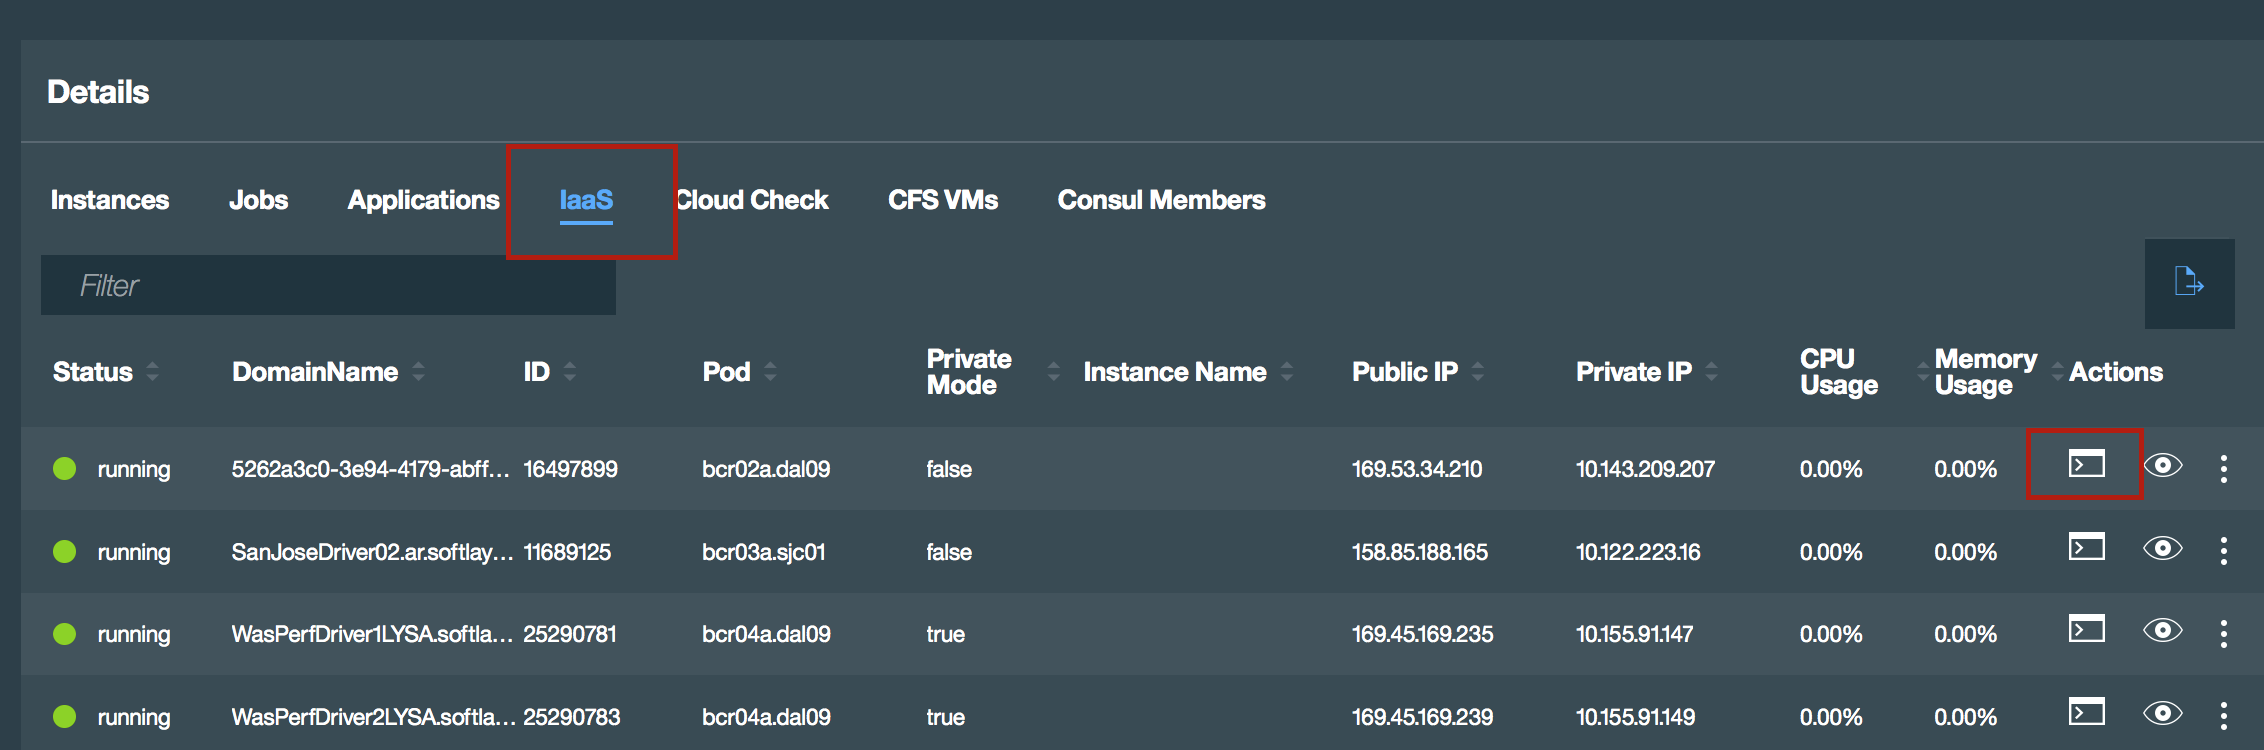 Details
Instances Jobs Applications IaaS Cloud Check CFS VMs Consul Members
Filter
Status DomainName ID Pod Private Mode Instance Name Public IP Private IP CPU Usage Memory Usage Actions
running 5262a3c0-3e94-4179-abff... 16497899 bcr02a.dal09 false 169.53.34.210 10.143.209.207 0.00% 0.00%
running SanJoseDriver02.ar.softlay... 11689125 bcr03a.sjc01 false 158.85.188.165 10.122.223.16 0.00% 0.00%
running WasPerfDriver1LYSA.softla... 25290781 bcr04a.dal09 true 169.45.169.235 10.155.91.147 0.00% 0.00%
running WasPerfDriver2LYSA.softla... 25290783 bcr04a.dal09 true 169.45.169.239 10.155.91.149 0.00% 0.00%